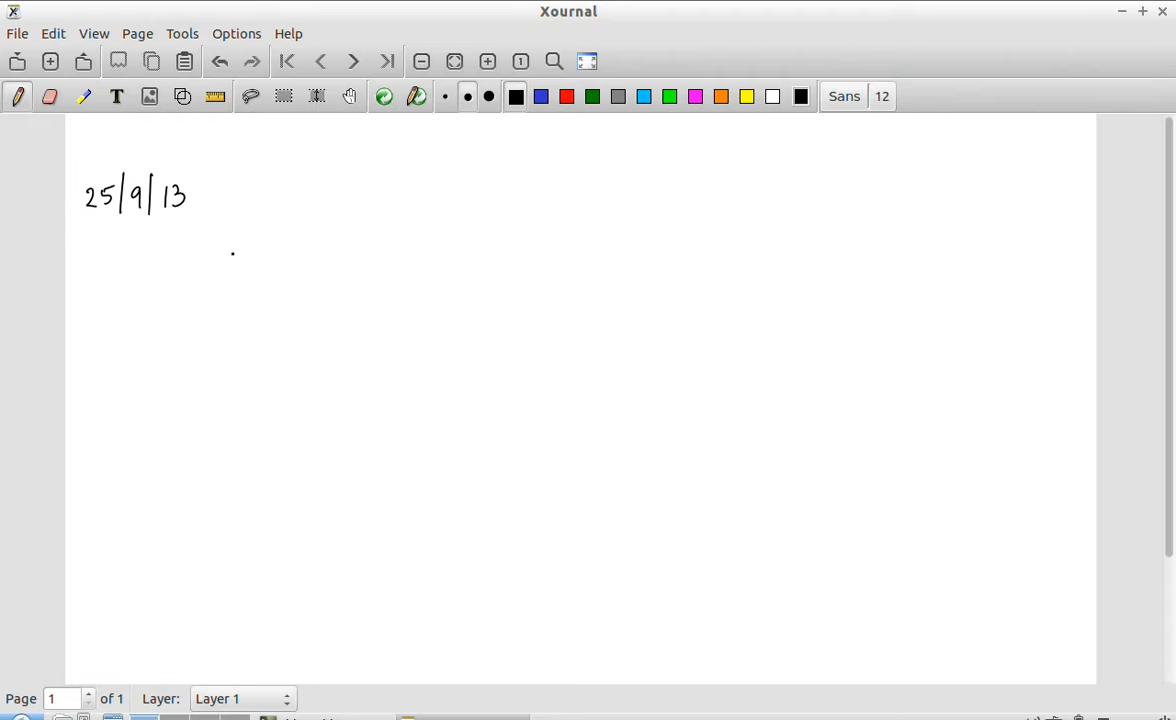 Xournal
File Edit View Page Tools Options Help
T Sans 12
25/9/13
Page 1 of 1 Layer: Layer 1